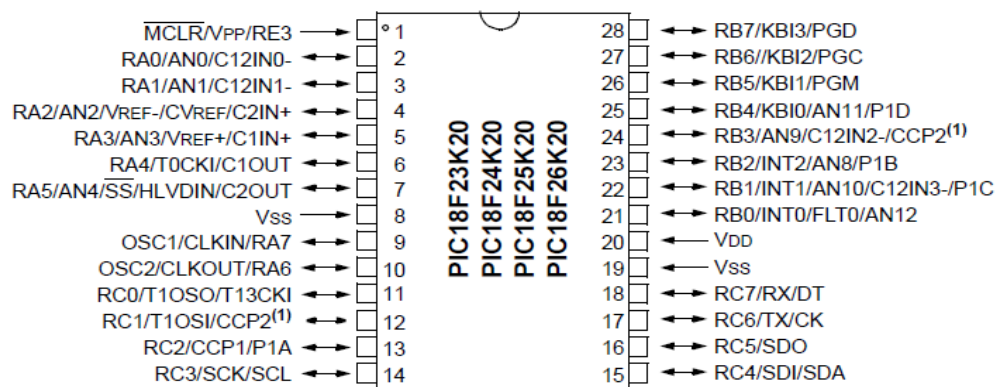 MCLR/VPP/RE3 1
RA0/AN0/C12IN0- 2
RA1/AN1/C12IN1- 3
RA2/AN2/VREF-/CVREF/C2IN+ 4
RA3/AN3/VREF+/C1IN+ 5
RA4/T0CKI/C1OUT 6
RA5/AN4/SS/HLVDIN/C2OUT 7
VSS 8
OSC1/CLKIN/RA7 9
OSC2/CLKOUT/RA6 10
RC0/T1OSO/T13CKI 11
RC1/T1OSI/CCP2(1) 12
RC2/CCP1/P1A 13
RC3/SCK/SCL 14
PIC18F23K20
PIC18F24K20
PIC18F25K20
PIC18F26K20
28 RB7/KBI3/PGD
27 RB6//KBI2/PGC
26 RB5/KBI1/PGM
25 RB4/KBI0/AN11/P1D
24 RB3/AN9/C12IN2-/CCP2(1)
23 RB2/INT2/AN8/P1B
22 RB1/INT1/AN10/C12IN3-/P1C
21 RB0/INT0/FLT0/AN12
20 VDD
19 VSS
18 RC7/RX/DT
17 RC6/TX/CK
16 RC5/SDO
15 RC4/SDI/SDA